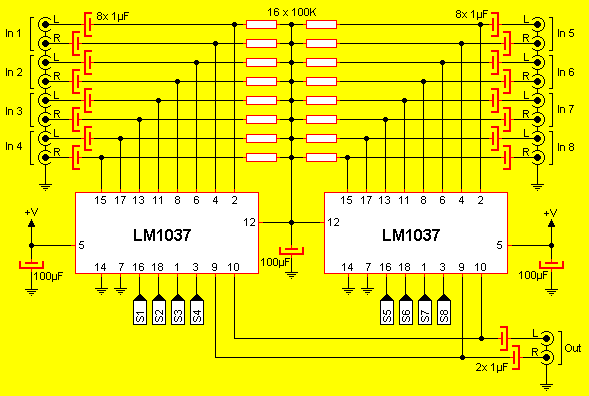 8x 1µF 16 x 100K 8x 1µF
In 1 L L In 5
R R
In 2 L L In 6
R R
In 3 L L In 7
R R
In 4 L L In 8
R R
15 17 13 11 8 6 4 2 15 17 13 11 8 6 4 2
+V LM1037 12 12 LM1037 +V
5 5
100µF 100µF 100µF
14 7 16 18 1 3 9 10 14 7 16 18 1 3 9 10
S1 S2 S3 S4 S5 S6 S7 S8
L
R Out
2x 1µF